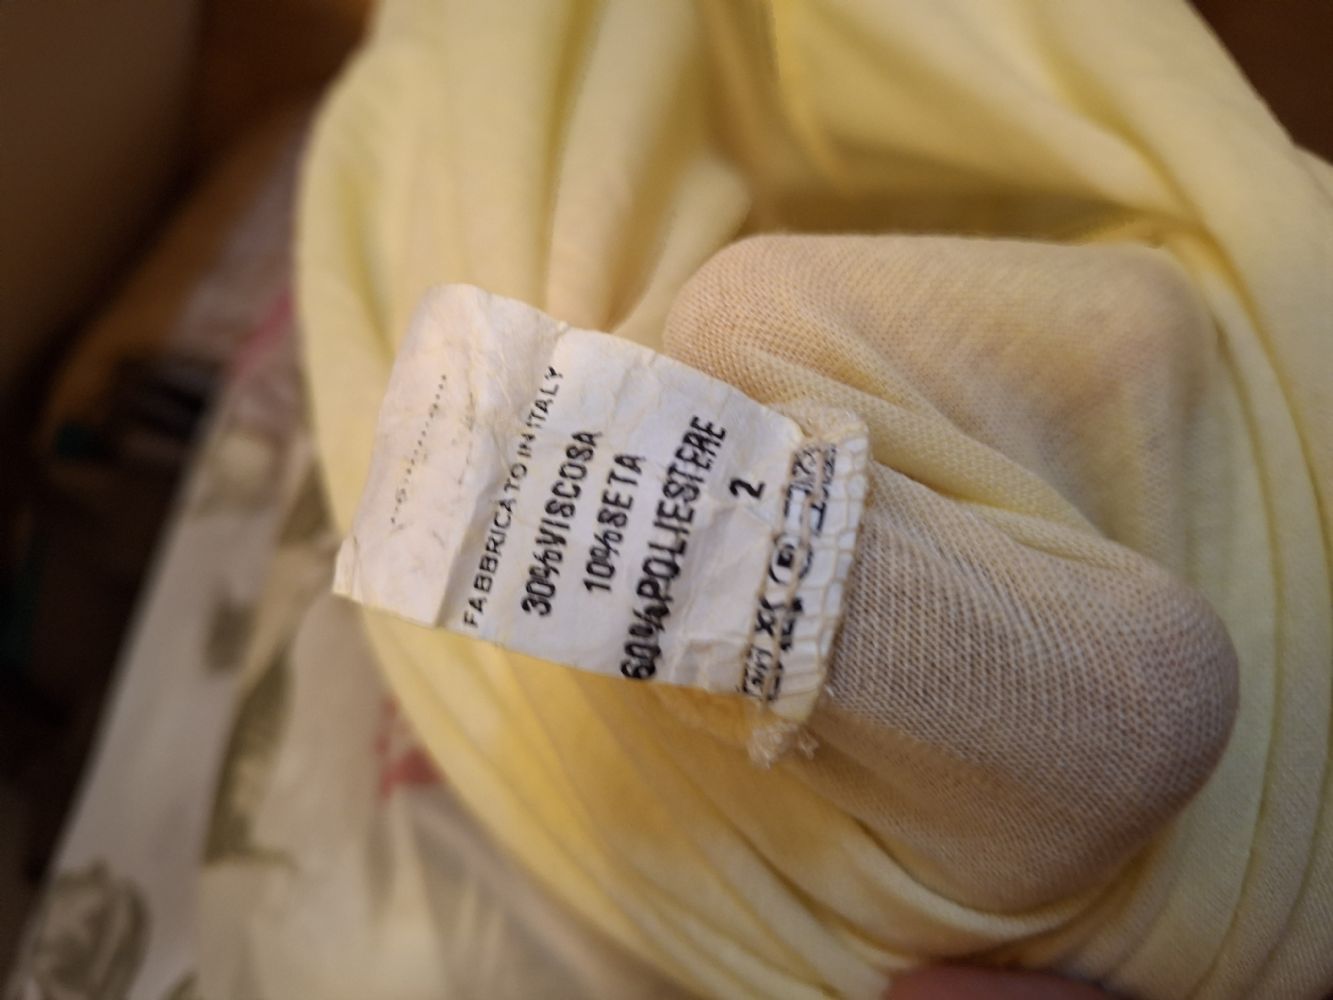 FABBRICATO IN ITALY
30%VISCOSA
10%SETA
60%POLIESTERE
2